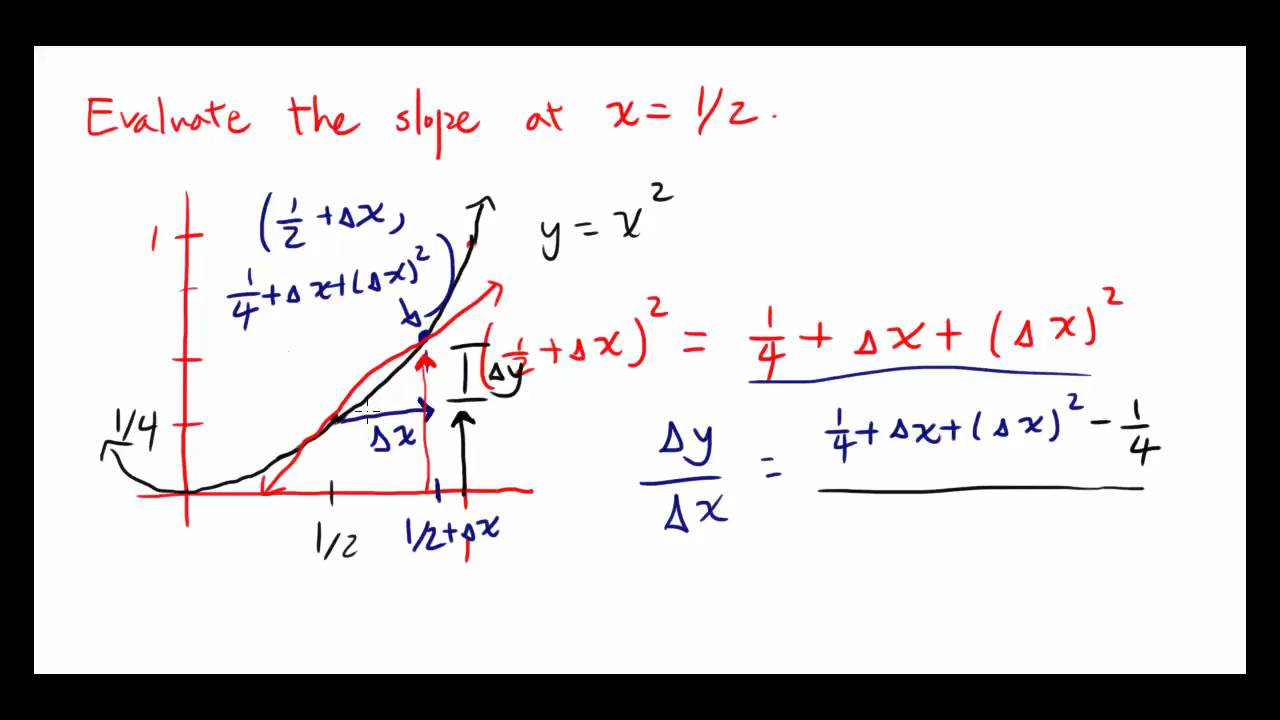 Evaluate the slope at x = 1/2.
(1/2 + Δx,
1/4 + Δx + (Δx)²)
y = x²
1
(1/2 + Δx)² = 1/4 + Δx + (Δx)²
Δy
1/4
Δx
Δy/Δx = 1/4 + Δx + (Δx)² - 1/4
1/2
1/2 + Δx